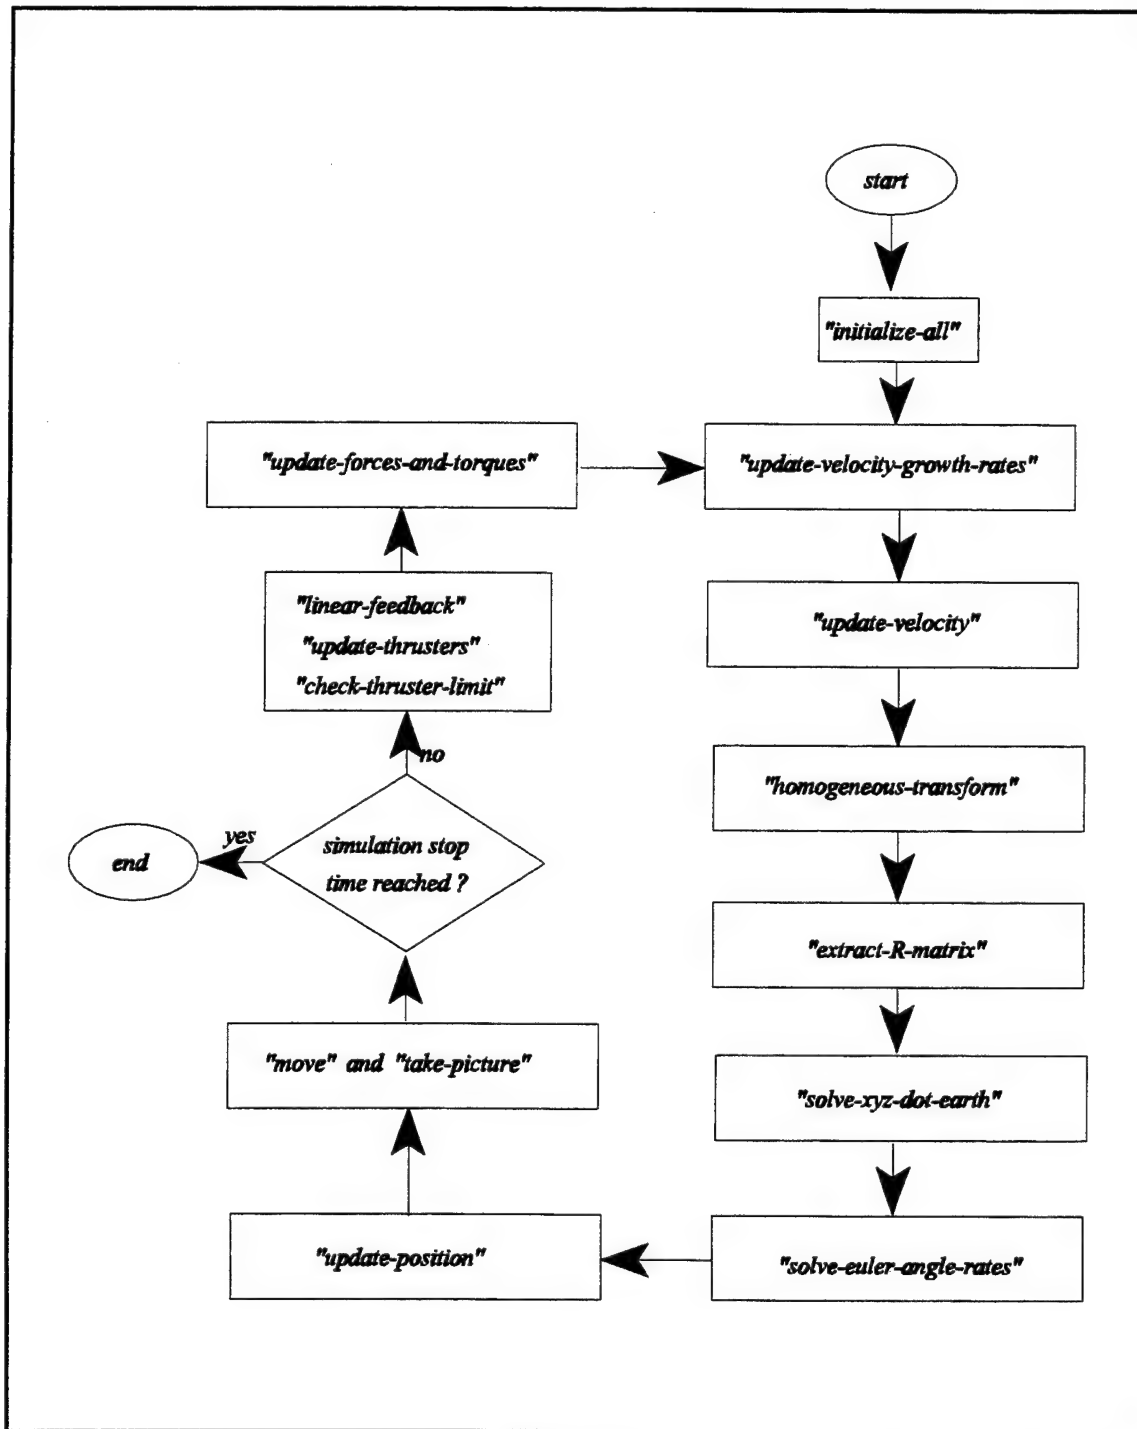 start
"initialize-all"
"update-forces-and-torques"
"update-velocity-growth-rates"
"linear-feedback"
"update-thrusters"
"check-thruster-limit"
"update-velocity"
no
"homogeneous-transform"
yes
end
simulation stop
time reached ?
"extract-R-matrix"
"move" and "take-picture"
"solve-xyz-dot-earth"
"update-position"
"solve-euler-angle-rates"